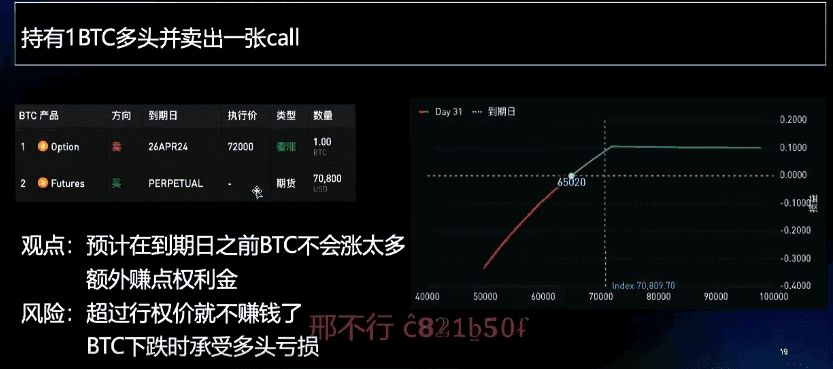 持有1BTC多头并卖出一张call
BTC 产品 方向 到期日 执行价 类型 数量
1 Option 卖 26APR24 72000 看涨 1.00 BTC
2 Futures 买 PERPETUAL - 期货 70,800 USD
Day 31 到期日
0.2000
0.1000
0.0000
-0.1000
-0.2000
-0.3000
-0.4000
65020
Index 70,809.70
40000 50000 60000 70000 80000 90000 100000
观点：预计在到期日之前BTC不会涨太多
额外赚点权利金
风险：超过行权价就不赚钱了
BTC下跌时承受多头亏损
邢不行
19